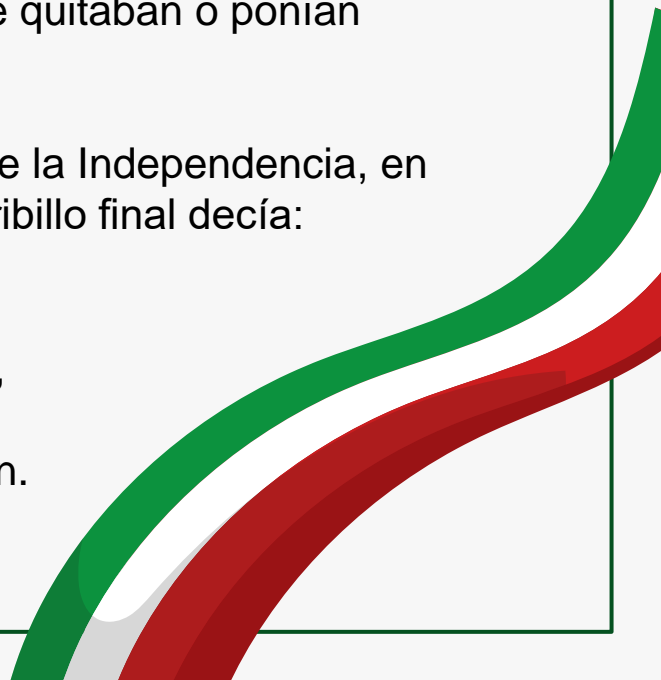 quitaban o ponían
e la Independencia, en
ribillo final decía:
,
n.